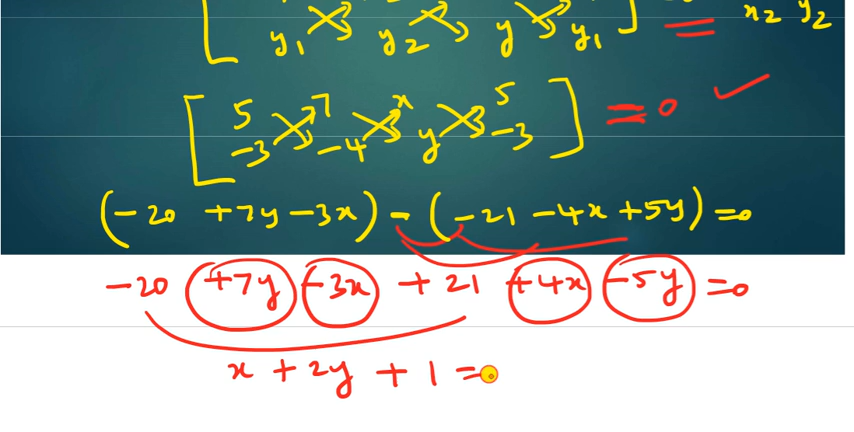 y₁ y₂ y y₁ = x₂ y₂
5 7 x 5
-3 -4 y -3 = 0 ✓
(-20 +7y -3x) - (-21 -4x +5y) = 0
-20 +7y -3x + 21 +4x -5y = 0
x + 2y + 1 = 0